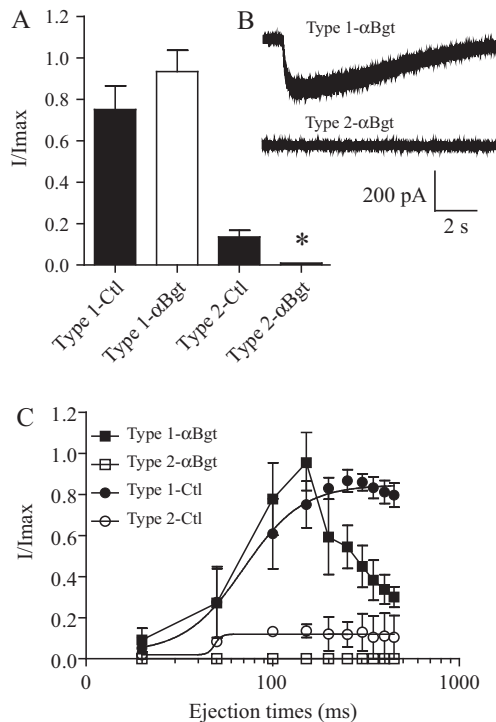 A
I/Imax
1.2
1.0
0.8
0.6
0.4
0.2
0.0
*
Type 1-Ctl
Type 1-αBgt
Type 2-Ctl
Type 2-αBgt
B
Type 1-αBgt
Type 2-αBgt
200 pA
2 s
C
I/Imax
1.2
1.0
0.8
0.6
0.4
0.2
0.0
Type 1-αBgt
Type 2-αBgt
Type 1-Ctl
Type 2-Ctl
0 100 1000
Ejection times (ms)